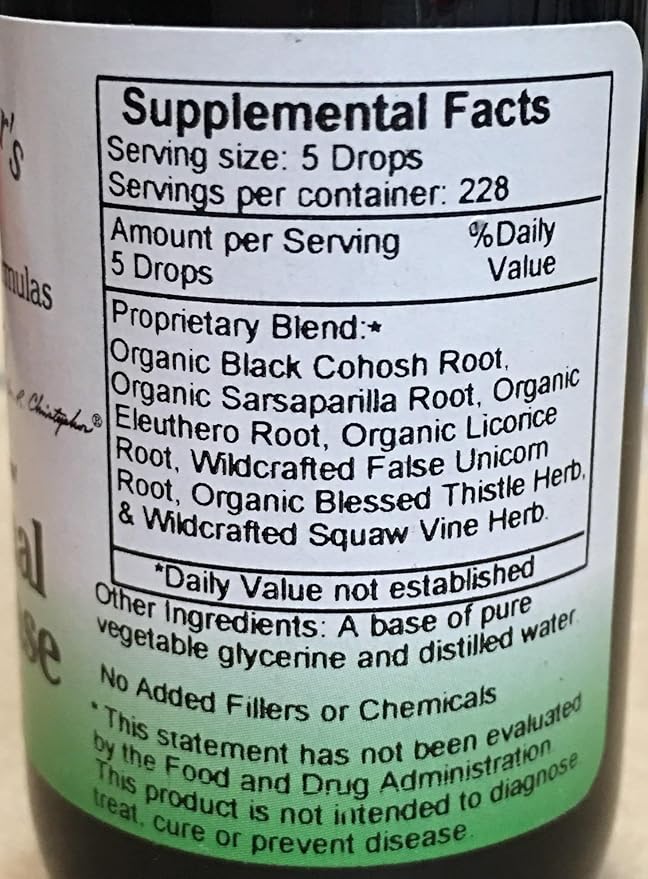 Supplemental Facts
Serving size: 5 Drops
Servings per container: 228
Amount per Serving
5 Drops
%Daily
Value
Proprietary Blend:*
Organic Black Cohosh Root,
Organic Sarsaparilla Root, Organic
Eleuthero Root, Organic Licorice
Root, Wildcrafted False Unicorn
Root, Organic Blessed Thistle Herb,
& Wildcrafted Squaw Vine Herb.
*Daily Value not established
Other Ingredients: A base of pure
vegetable glycerine and distilled water.
No Added Fillers or Chemicals
* This statement has not been evaluated
by the Food and Drug Administration
This product is not intended to diagnose
treat, cure or prevent disease.
r's
mulas
R. Christopher®
al
se